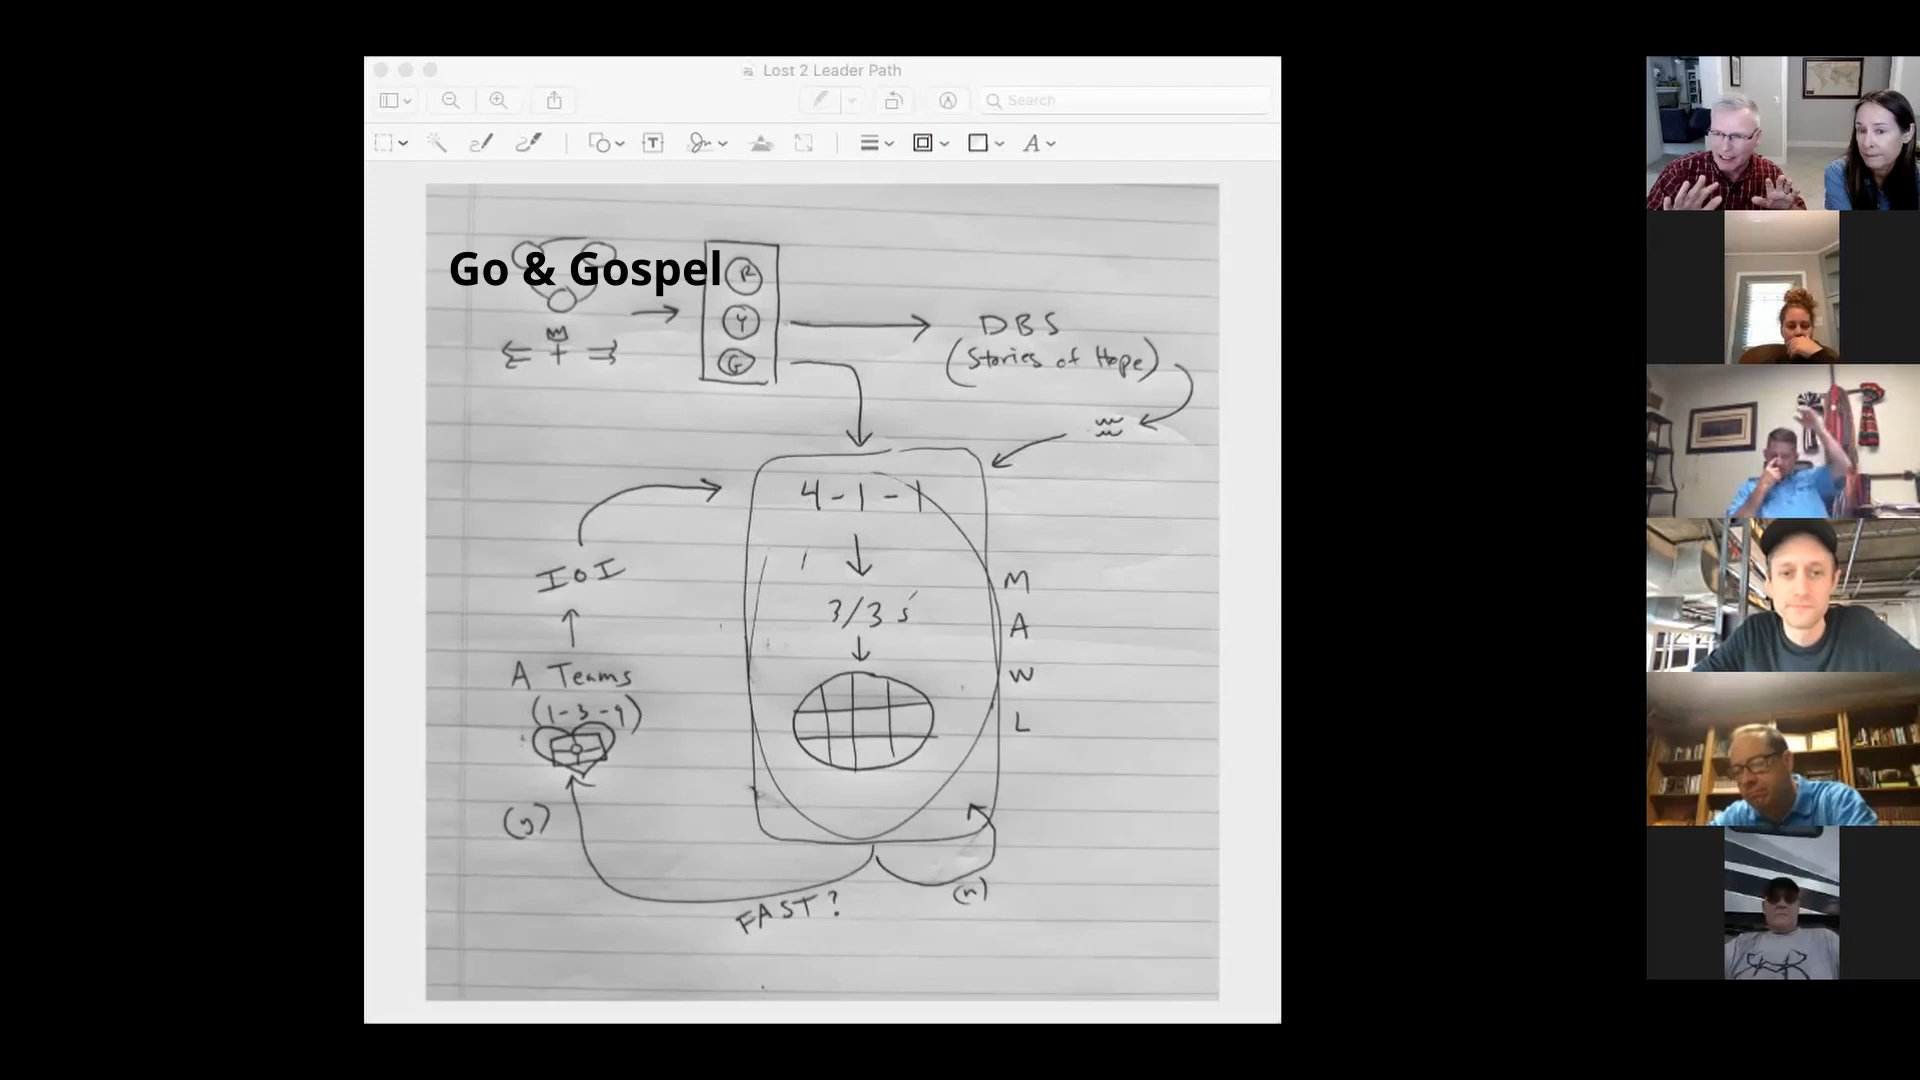 Lost 2 Leader Path
Search
Go & Gospel
R
Y
G
DBS
(Stories of Hope)
4-1-1
3/3's
M
A
W
L
IOI
A Teams
(1-3-9)
(y)
(n)
FAST?